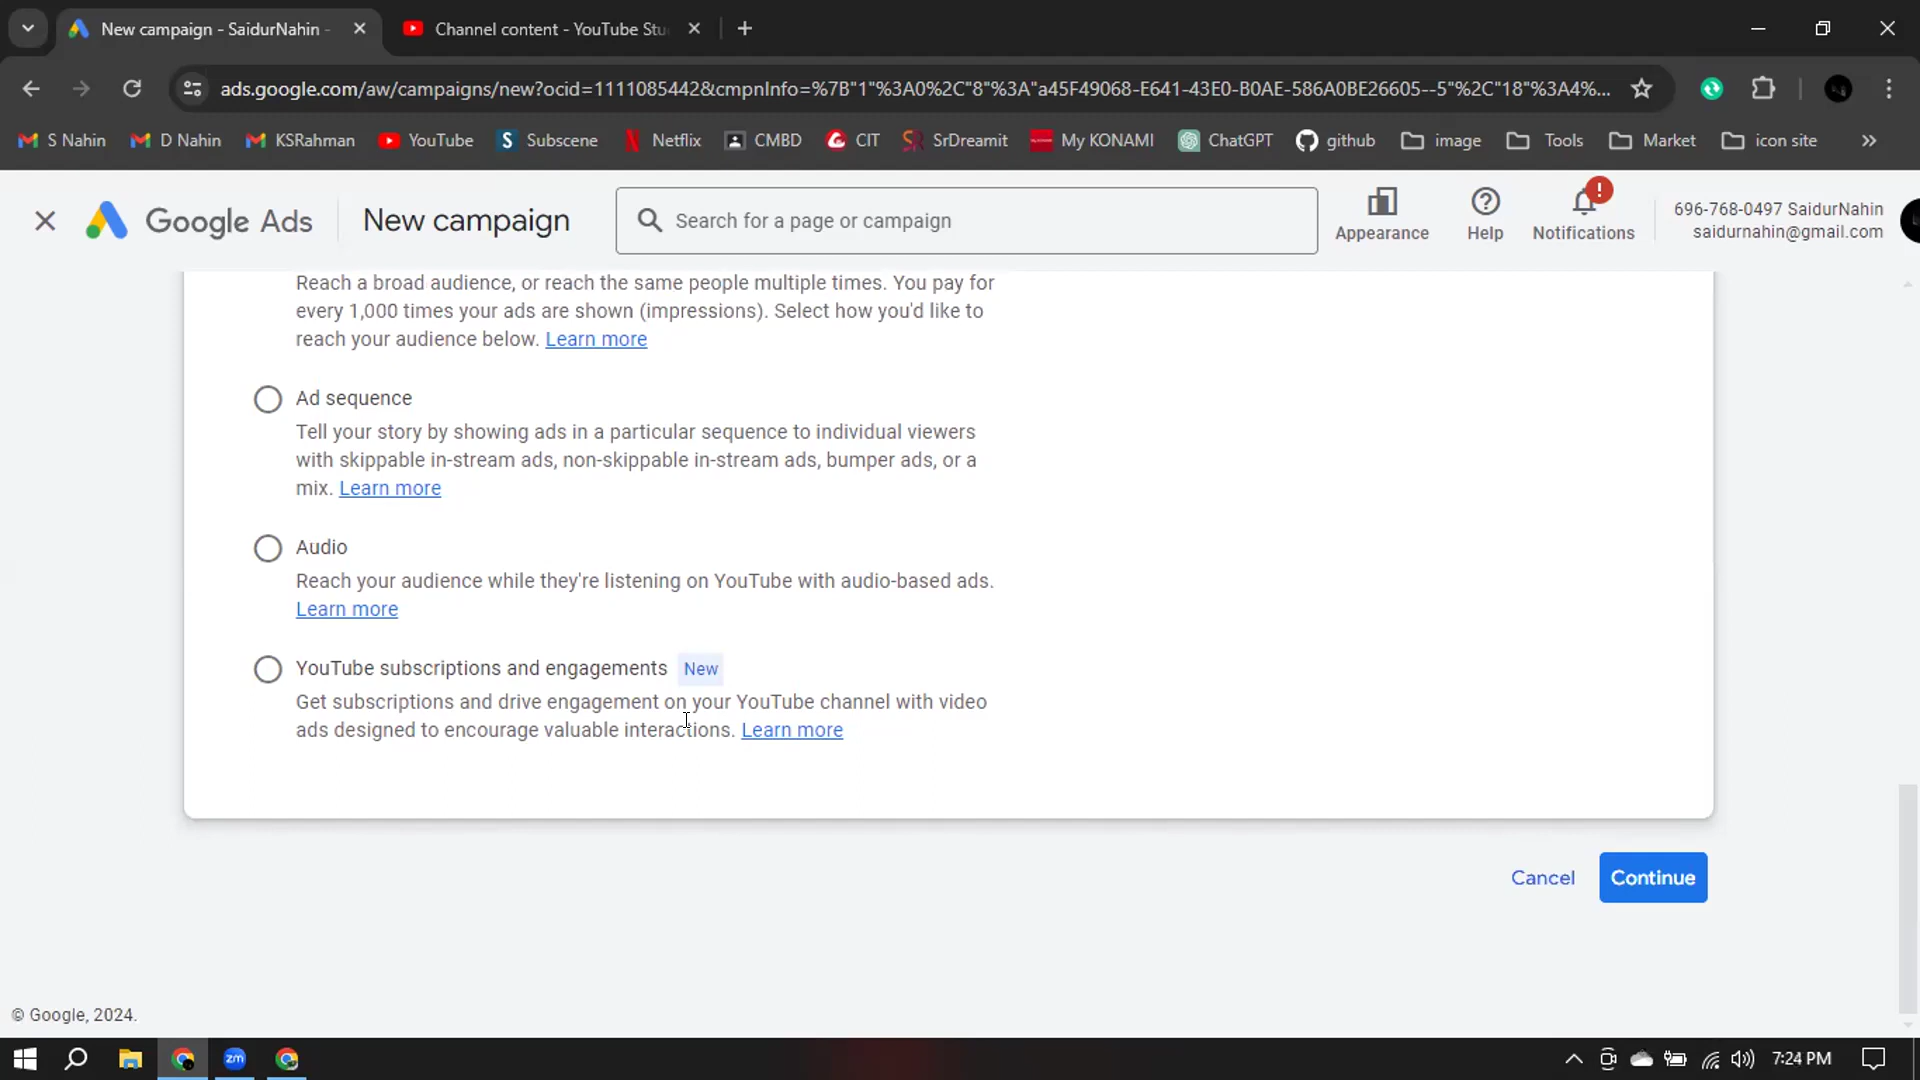 New campaign - SaidurNahin -
Channel content - YouTube Stu
ads.google.com/aw/campaigns/new?ocid=1111085442&cmpnInfo=%7B"1"%3A0%2C"8"%3A"a45F49068-E641-43E0-B0AE-586A0BE26605--5"%2C"18"%3A4%...
S Nahin
D Nahin
KSRahman
YouTube
Subscene
Netflix
CMBD
CIT
SrDreamit
My KONAMI
ChatGPT
github
image
Tools
Market
icon site
Google Ads
New campaign
Search for a page or campaign
Appearance
Help
Notifications
696-768-0497 SaidurNahin
saidurnahin@gmail.com
Reach a broad audience, or reach the same people multiple times. You pay for
every 1,000 times your ads are shown (impressions). Select how you'd like to
reach your audience below. Learn more
Ad sequence
Tell your story by showing ads in a particular sequence to individual viewers
with skippable in-stream ads, non-skippable in-stream ads, bumper ads, or a
mix. Learn more
Audio
Reach your audience while they're listening on YouTube with audio-based ads.
Learn more
YouTube subscriptions and engagements New
Get subscriptions and drive engagement on your YouTube channel with video
ads designed to encourage valuable interactions. Learn more
Cancel
Continue
© Google, 2024.
zm
7:24 PM